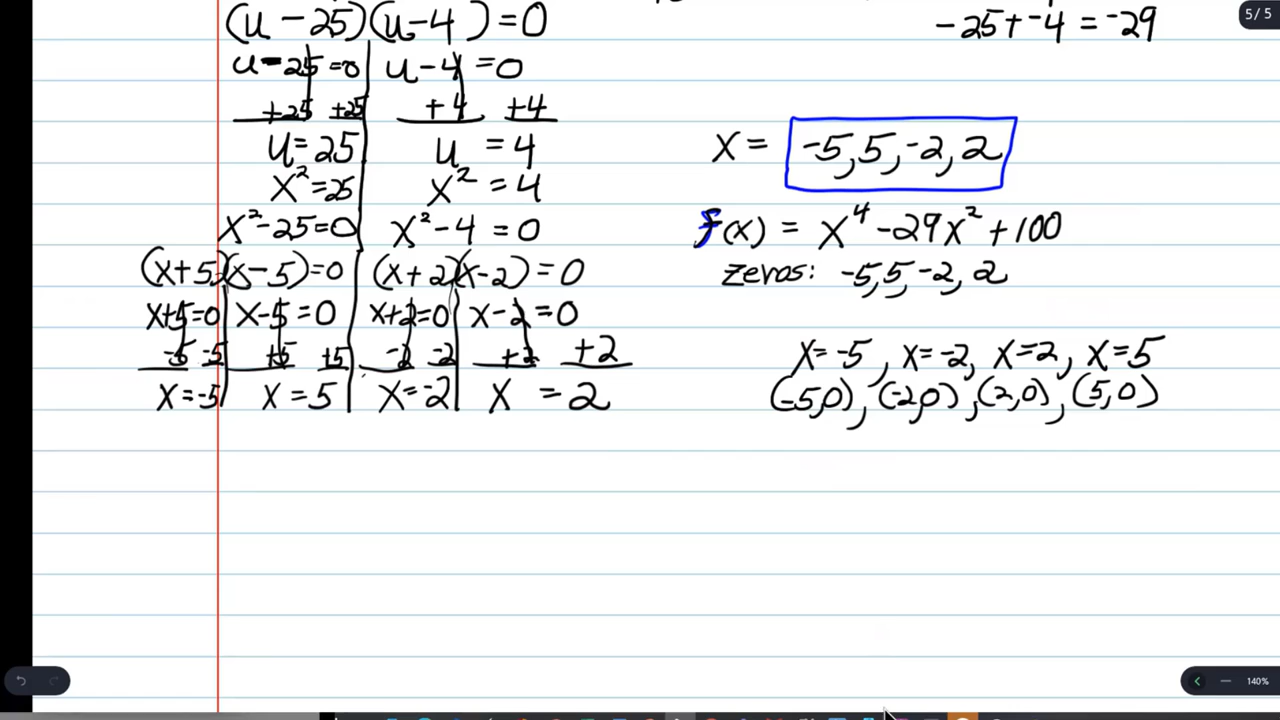 (u - 25)(u - 4) = 0
-25 + -4 = -29
5 / 5
u - 25 = 0 | u - 4 = 0
+25 +25 | +4 +4
u = 25 | u = 4
x² = 25 | x² = 4
x² - 25 = 0 | x² - 4 = 0
(x + 5)(x - 5) = 0 | (x + 2)(x - 2) = 0
x + 5 = 0 | x - 5 = 0 | x + 2 = 0 | x - 2 = 0
-5 -5 | +5 +5 | -2 -2 | +2 +2
x = -5 | x = 5 | x = -2 | x = 2
x = -5, 5, -2, 2
f(x) = x⁴ - 29x² + 100
zeros: -5, 5, -2, 2
x = -5, x = -2, x = 2, x = 5
(-5,0), (-2,0), (2,0), (5,0)
140%